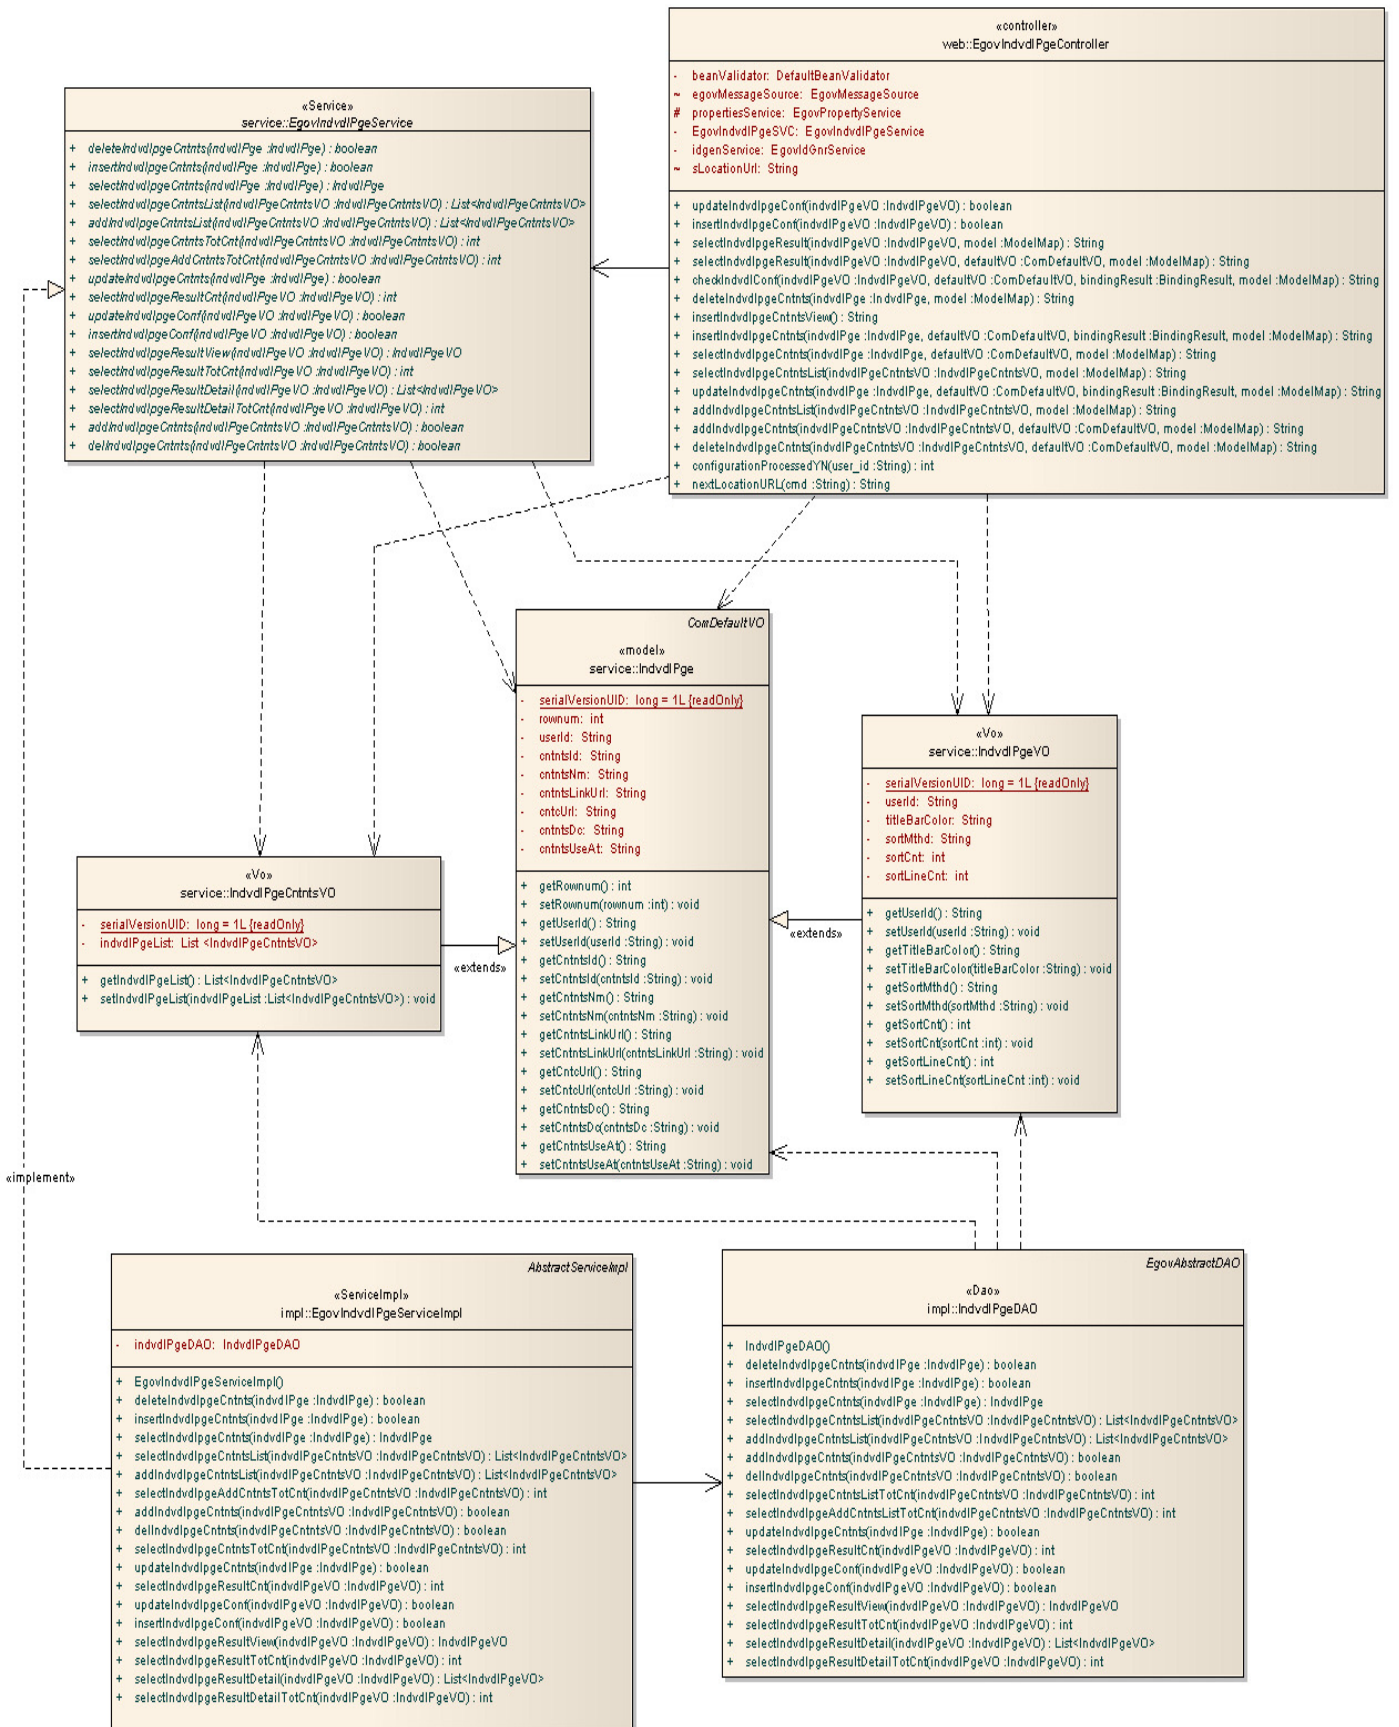 «controller»
web::EgovIndvdlPgeController
- beanValidator: DefaultBeanValidator
~ egovMessageSource: EgovMessageSource
# propertiesService: EgovPropertyService
- EgovIndvdlPgeSVC: EgovIndvdlPgeService
- idgenService: EgovIdGnrService
~ sLocationUrl: String
+ updateIndvdlpgeConf(indvdlPgeVO :IndvdlPgeVO) : boolean
+ insertIndvdlpgeConf(indvdlPgeVO :IndvdlPgeVO) : boolean
+ selectIndvdlpgeResult(indvdlPgeVO :IndvdlPgeVO, model :ModelMap) : String
+ selectIndvdlpgeResult(indvdlPgeVO :IndvdlPgeVO, defaultVO :ComDefaultVO, model :ModelMap) : String
+ checkIndvdlConf(indvdlPgeVO :IndvdlPgeVO, defaultVO :ComDefaultVO, bindingResult :BindingResult, model :ModelMap) : String
+ deleteIndvdlpgeCntnts(indvdlPge :IndvdlPge, model :ModelMap) : String
+ insertIndvdlpgeCntntsView() : String
+ insertIndvdlpgeCntnts(indvdlPge :IndvdlPge, defaultVO :ComDefaultVO, bindingResult :BindingResult, model :ModelMap) : String
+ selectIndvdlpgeCntnts(indvdlPge :IndvdlPge, defaultVO :ComDefaultVO, model :ModelMap) : String
+ selectIndvdlpgeCntntsList(indvdlPgeCntntsVO :IndvdlPgeCntntsVO, model :ModelMap) : String
+ updateIndvdlpgeCntnts(indvdlPge :IndvdlPge, defaultVO :ComDefaultVO, bindingResult :BindingResult, model :ModelMap) : String
+ addIndvdlpgeCntntsList(indvdlPgeCntntsVO :IndvdlPgeCntntsVO, model :ModelMap) : String
+ addIndvdlpgeCntnts(indvdlPgeCntntsVO :IndvdlPgeCntntsVO, defaultVO :ComDefaultVO, model :ModelMap) : String
+ deleteIndvdlpgeCntnts(indvdlPgeCntntsVO :IndvdlPgeCntntsVO, defaultVO :ComDefaultVO, model :ModelMap) : String
+ configurationProcessedYN(user_id :String) : int
+ nextLocationURL(cmd :String) : String
«Service»
service::EgovIndvdlPgeService
+ deleteIndvdlpgeCntnts(indvdlPge :IndvdlPge) : boolean
+ insertIndvdlpgeCntnts(indvdlPge :IndvdlPge) : boolean
+ selectIndvdlpgeCntnts(indvdlPge :IndvdlPge) : IndvdlPge
+ selectIndvdlpgeCntntsList(indvdlPgeCntntsVO :IndvdlPgeCntntsVO) : List<IndvdlPgeCntntsVO>
+ addIndvdlpgeCntntsList(indvdlPgeCntntsVO :IndvdlPgeCntntsVO) : List<IndvdlPgeCntntsVO>
+ selectIndvdlpgeCntntsTotCnt(indvdlPgeCntntsVO :IndvdlPgeCntntsVO) : int
+ selectIndvdlpgeAddCntntsTotCnt(indvdlPgeCntntsVO :IndvdlPgeCntntsVO) : int
+ updateIndvdlpgeCntnts(indvdlPge :IndvdlPge) : boolean
+ selectIndvdlpgeResultCnt(indvdlPgeVO :IndvdlPgeVO) : int
+ updateIndvdlpgeConf(indvdlPgeVO :IndvdlPgeVO) : boolean
+ insertIndvdlpgeConf(indvdlPgeVO :IndvdlPgeVO) : boolean
+ selectIndvdlpgeResultView(indvdlPgeVO :IndvdlPgeVO) : IndvdlPgeVO
+ selectIndvdlpgeResultTotCnt(indvdlPgeVO :IndvdlPgeVO) : int
+ selectIndvdlpgeResultDetail(indvdlPgeVO :IndvdlPgeVO) : List<IndvdlPgeVO>
+ selectIndvdlpgeResultDetailTotCnt(indvdlPgeVO :IndvdlPgeVO) : int
+ addIndvdlpgeCntnts(indvdlPgeCntntsVO :IndvdlPgeCntntsVO) : boolean
+ delIndvdlpgeCntnts(indvdlPgeCntntsVO :IndvdlPgeCntntsVO) : boolean
ComDefaultVO
«model»
service::IndvdlPge
- serialVersionUID: long = 1L {readOnly}
- rownum: int
- userId: String
- cntntsId: String
- cntntsNm: String
- cntntsLinkUrl: String
- cntcUrl: String
- cntntsDc: String
- cntntsUseAt: String
+ getRownum() : int
+ setRownum(rownum :int) : void
+ getUserId() : String
+ setUserId(userId :String) : void
+ getCntntsId() : String
+ setCntntsId(cntntsId :String) : void
+ getCntntsNm() : String
+ setCntntsNm(cntntsNm :String) : void
+ getCntntsLinkUrl() : String
+ setCntntsLinkUrl(cntntsLinkUrl :String) : void
+ getCntcUrl() : String
+ setCntcUrl(cntcUrl :String) : void
+ getCntntsDc() : String
+ setCntntsDc(cntntsDc :String) : void
+ getCntntsUseAt() : String
+ setCntntsUseAt(cntntsUseAt :String) : void
«Vo»
service::IndvdlPgeVO
- serialVersionUID: long = 1L {readOnly}
- userId: String
- titleBarColor: String
- sortMthd: String
- sortCnt: int
- sortLineCnt: int
+ getUserId() : String
+ setUserId(userId :String) : void
+ getTitleBarColor() : String
+ setTitleBarColor(titleBarColor :String) : void
+ getSortMthd() : String
+ setSortMthd(sortMthd :String) : void
+ getSortCnt() : int
+ setSortCnt(sortCnt :int) : void
+ getSortLineCnt() : int
+ setSortLineCnt(sortLineCnt :int) : void
«Vo»
service::IndvdlPgeCntntsVO
- serialVersionUID: long = 1L {readOnly}
- indvdlPgeList: List <IndvdlPgeCntntsVO>
+ getIndvdlPgeList() : List<IndvdlPgeCntntsVO>
+ setIndvdlPgeList(indvdlPgeList :List<IndvdlPgeCntntsVO>) : void
«extends»
«extends»
«implement»
AbstractServiceImpl
«ServiceImpl»
impl::EgovIndvdlPgeServiceImpl
- indvdlPgeDAO: IndvdlPgeDAO
+ EgovIndvdlPgeServiceImpl()
+ deleteIndvdlpgeCntnts(indvdlPge :IndvdlPge) : boolean
+ insertIndvdlpgeCntnts(indvdlPge :IndvdlPge) : boolean
+ selectIndvdlpgeCntnts(indvdlPge :IndvdlPge) : IndvdlPge
+ selectIndvdlpgeCntntsList(indvdlPgeCntntsVO :IndvdlPgeCntntsVO) : List<IndvdlPgeCntntsVO>
+ addIndvdlpgeCntntsList(indvdlPgeCntntsVO :IndvdlPgeCntntsVO) : List<IndvdlPgeCntntsVO>
+ selectIndvdlpgeAddCntntsTotCnt(indvdlPgeCntntsVO :IndvdlPgeCntntsVO) : int
+ addIndvdlpgeCntnts(indvdlPgeCntntsVO :IndvdlPgeCntntsVO) : boolean
+ delIndvdlpgeCntnts(indvdlPgeCntntsVO :IndvdlPgeCntntsVO) : boolean
+ selectIndvdlpgeCntntsTotCnt(indvdlPgeCntntsVO :IndvdlPgeCntntsVO) : int
+ updateIndvdlpgeCntnts(indvdlPge :IndvdlPge) : boolean
+ selectIndvdlpgeResultCnt(indvdlPgeVO :IndvdlPgeVO) : int
+ updateIndvdlpgeConf(indvdlPgeVO :IndvdlPgeVO) : boolean
+ insertIndvdlpgeConf(indvdlPgeVO :IndvdlPgeVO) : boolean
+ selectIndvdlpgeResultView(indvdlPgeVO :IndvdlPgeVO) : IndvdlPgeVO
+ selectIndvdlpgeResultTotCnt(indvdlPgeVO :IndvdlPgeVO) : int
+ selectIndvdlpgeResultDetail(indvdlPgeVO :IndvdlPgeVO) : List<IndvdlPgeVO>
+ selectIndvdlpgeResultDetailTotCnt(indvdlPgeVO :IndvdlPgeVO) : int
EgovAbstractDAO
«Dao»
impl::IndvdlPgeDAO
+ IndvdlPgeDAO()
+ deleteIndvdlpgeCntnts(indvdlPge :IndvdlPge) : boolean
+ insertIndvdlpgeCntnts(indvdlPge :IndvdlPge) : boolean
+ selectIndvdlpgeCntnts(indvdlPge :IndvdlPge) : IndvdlPge
+ selectIndvdlpgeCntntsList(indvdlPgeCntntsVO :IndvdlPgeCntntsVO) : List<IndvdlPgeCntntsVO>
+ addIndvdlpgeCntntsList(indvdlPgeCntntsVO :IndvdlPgeCntntsVO) : List<IndvdlPgeCntntsVO>
+ addIndvdlpgeCntnts(indvdlPgeCntntsVO :IndvdlPgeCntntsVO) : boolean
+ delIndvdlpgeCntnts(indvdlPgeCntntsVO :IndvdlPgeCntntsVO) : boolean
+ selectIndvdlpgeCntntsListTotCnt(indvdlPgeCntntsVO :IndvdlPgeCntntsVO) : int
+ selectIndvdlpgeAddCntntsListTotCnt(indvdlPgeCntntsVO :IndvdlPgeCntntsVO) : int
+ updateIndvdlpgeCntnts(indvdlPge :IndvdlPge) : boolean
+ selectIndvdlpgeResultCnt(indvdlPgeVO :IndvdlPgeVO) : int
+ updateIndvdlpgeConf(indvdlPgeVO :IndvdlPgeVO) : boolean
+ insertIndvdlpgeConf(indvdlPgeVO :IndvdlPgeVO) : boolean
+ selectIndvdlpgeResultView(indvdlPgeVO :IndvdlPgeVO) : IndvdlPgeVO
+ selectIndvdlpgeResultTotCnt(indvdlPgeVO :IndvdlPgeVO) : int
+ selectIndvdlpgeResultDetail(indvdlPgeVO :IndvdlPgeVO) : List<IndvdlPgeVO>
+ selectIndvdlpgeResultDetailTotCnt(indvdlPgeVO :IndvdlPgeVO) : int